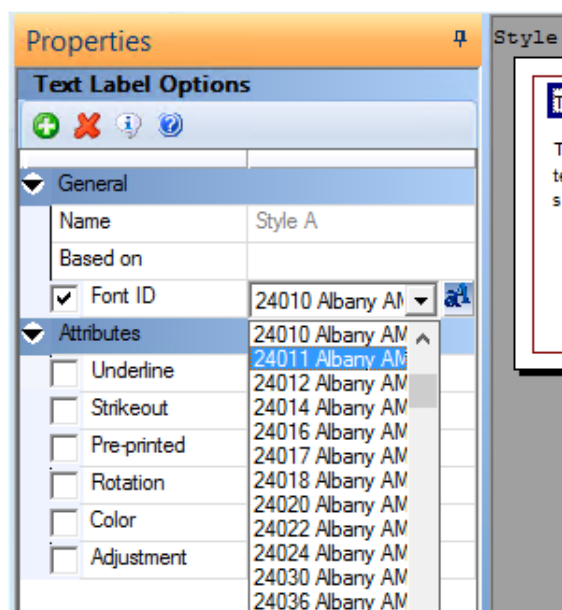 Properties
Style
Text Label Options
General
Name Style A
Based on
Font ID 24010 Albany AM
Attributes
24010 Albany AM
24011 Albany AM
Underline
24012 Albany AM
Strikeout
24014 Albany AM
24016 Albany AM
Pre-printed
24017 Albany AM
Rotation
24018 Albany AM
24020 Albany AM
Color
24022 Albany AM
Adjustment
24024 Albany AM
24030 Albany AM
24036 Albany AM